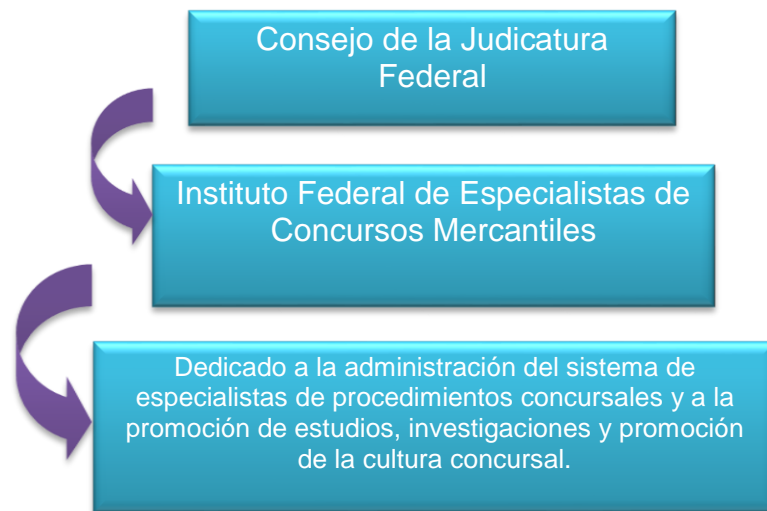 Consejo de la Judicatura
Federal
Instituto Federal de Especialistas de
Concursos Mercantiles
Dedicado a la administración del sistema de
especialistas de procedimientos concursales y a la
promoción de estudios, investigaciones y promoción
de la cultura concursal.